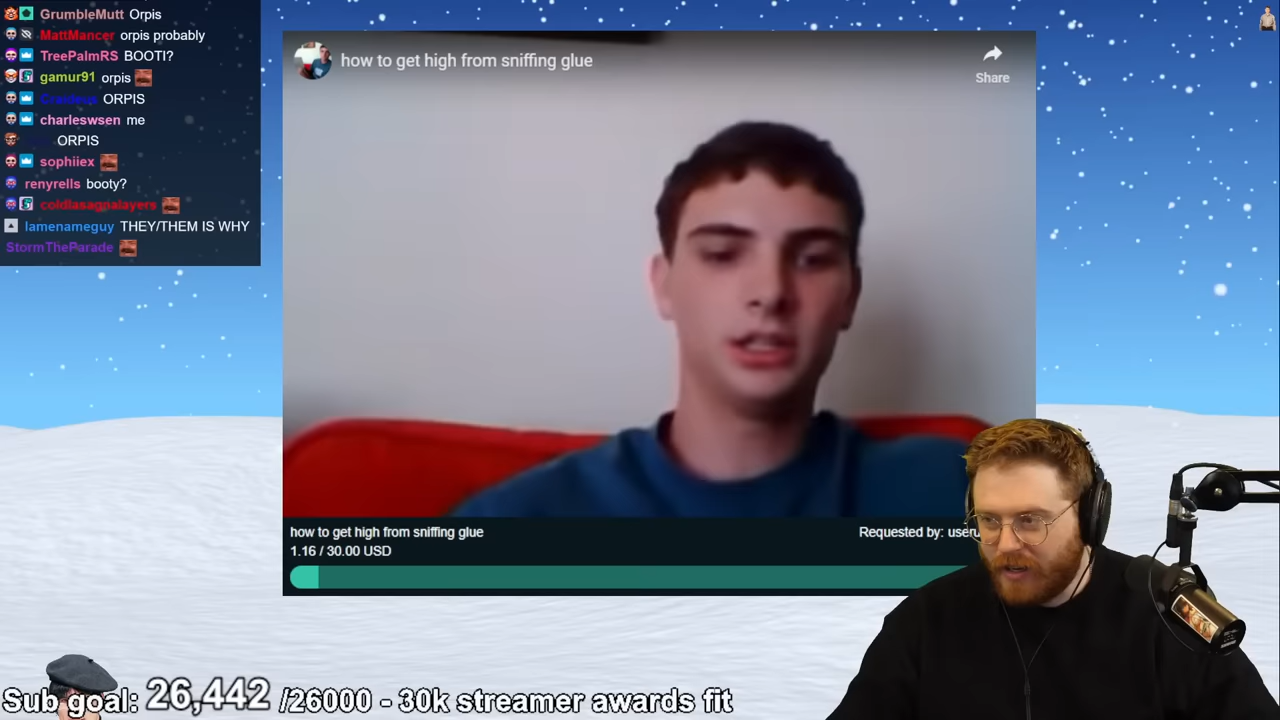 GrumbleMutt Orpis
MattMancer orpis probably
TreePalmRS BOOTI?
gamur91 orpis
ORPIS
charleswsen me
ORPIS
sophiiex
renyrells booty?
coldlasagnalayers
lamenameguy THEY/THEM IS WHY
StormTheParade
how to get high from sniffing glue
Share
how to get high from sniffing glue
Requested by:
1.16 / 30.00 USD
Sub goal: 26,442 /26000 - 30k streamer awards fit